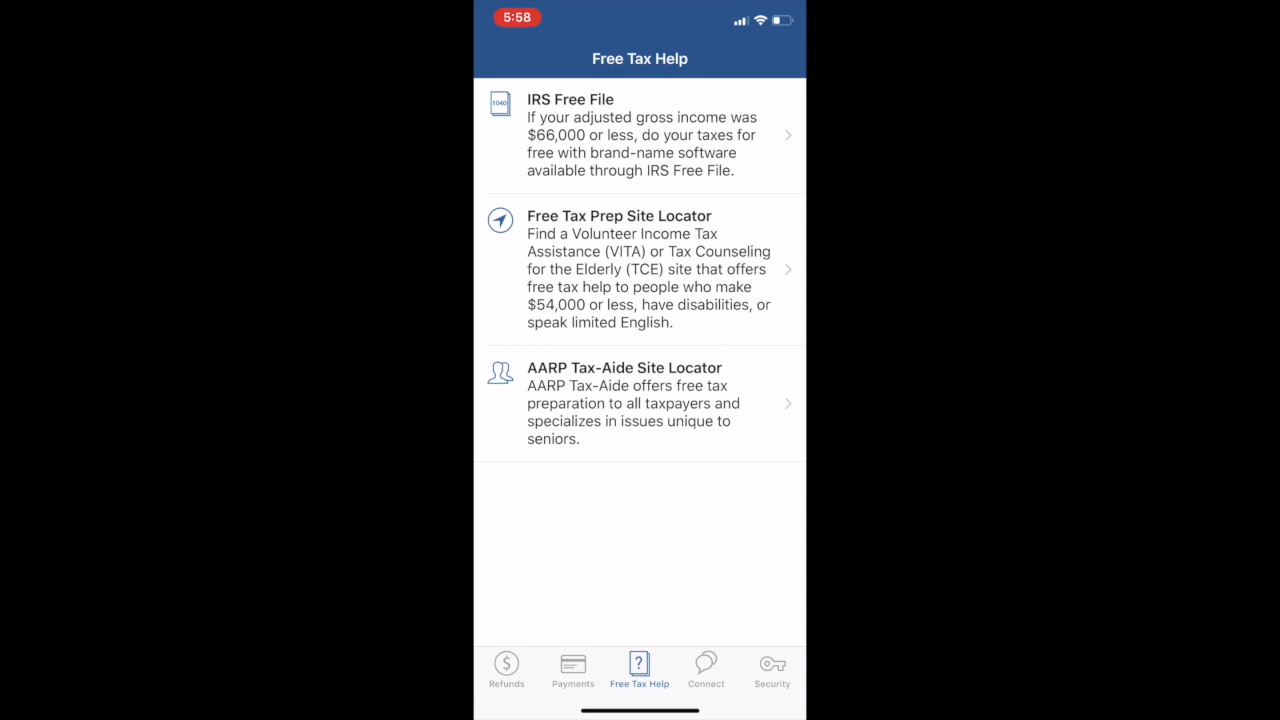 5:58
Free Tax Help
1040
IRS Free File
If your adjusted gross income was
$66,000 or less, do your taxes for
free with brand-name software
available through IRS Free File.
Free Tax Prep Site Locator
Find a Volunteer Income Tax
Assistance (VITA) or Tax Counseling
for the Elderly (TCE) site that offers
free tax help to people who make
$54,000 or less, have disabilities, or
speak limited English.
AARP Tax-Aide Site Locator
AARP Tax-Aide offers free tax
preparation to all taxpayers and
specializes in issues unique to
seniors.
$ ?
Refunds Payments Free Tax Help Connect Security